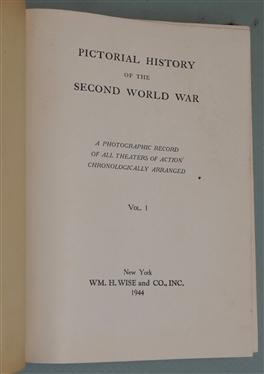 PICTORIAL HISTORY
OF THE
SECOND WORLD WAR
A PHOTOGRAPHIC RECORD
OF ALL THEATERS OF ACTION
CHRONOLOGICALLY ARRANGED
VOL. 1
New York
WM. H. WISE and CO., INC.
1944